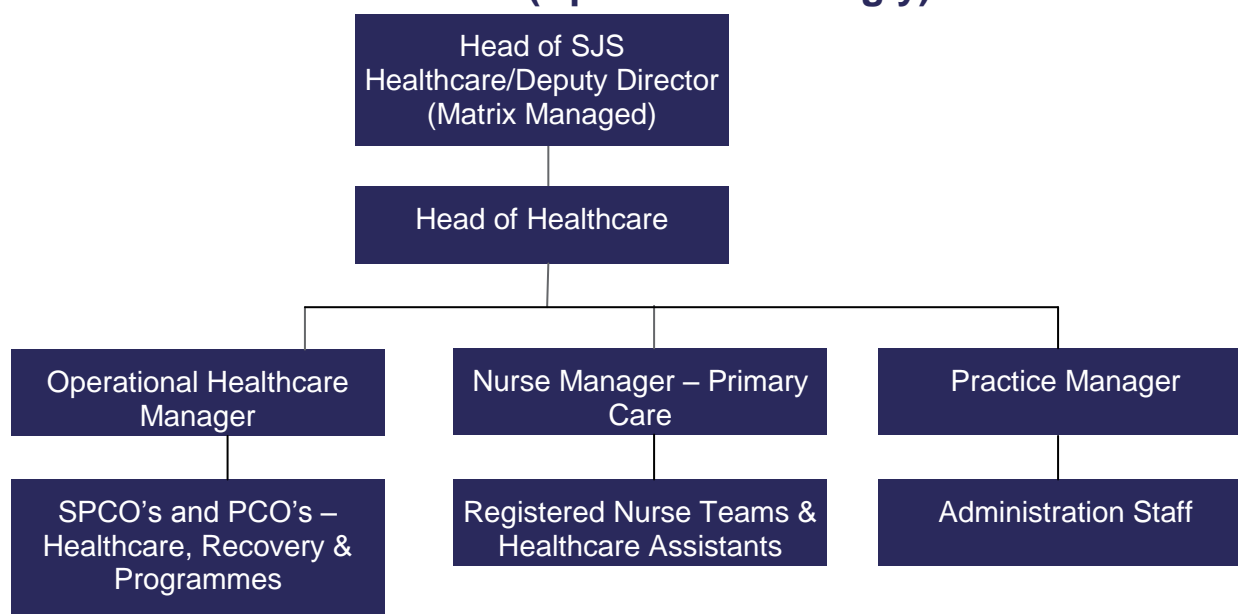 Head of SJS
Healthcare/Deputy Director
(Matrix Managed)
Head of Healthcare
Operational Healthcare
Manager
Nurse Manager – Primary
Care
Practice Manager
SPCO’s and PCO’s –
Healthcare, Recovery &
Programmes
Registered Nurse Teams &
Healthcare Assistants
Administration Staff